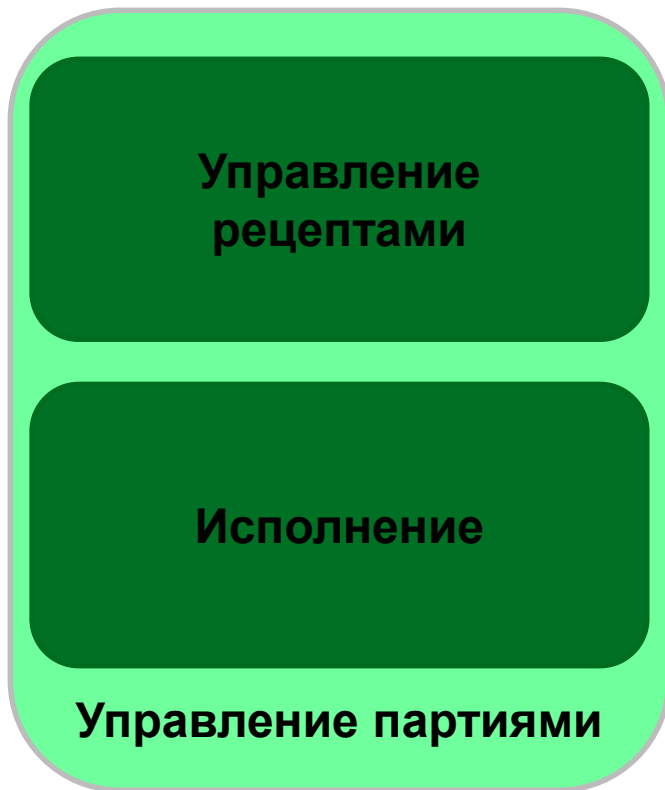 Управление
рецептами
Исполнение
Управление партиями